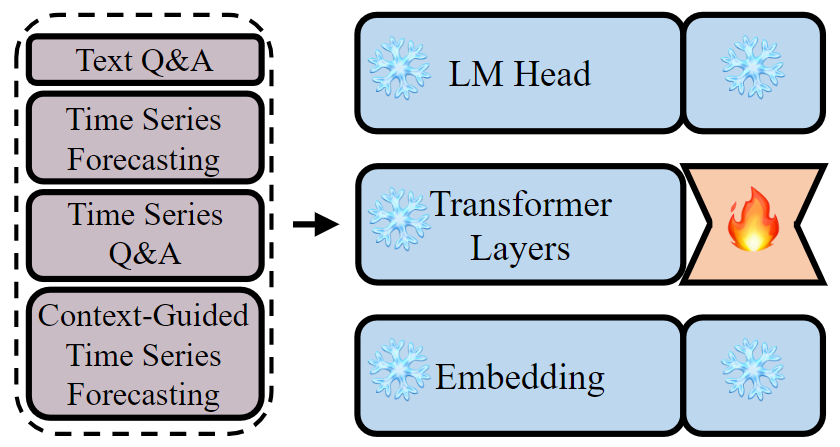 Text Q&A
Time Series
Forecasting
Time Series
Q&A
Context-Guided
Time Series
Forecasting
LM Head
Transformer
Layers
Embedding